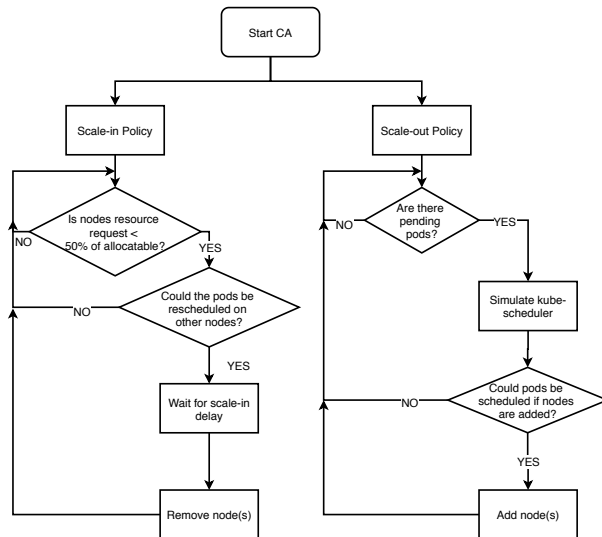 Start CA
Scale-in Policy
Scale-out Policy
Is nodes resource
request <
50% of allocatable?
NO
YES
Could the pods be
rescheduled on
other nodes?
NO
YES
Wait for scale-in
delay
Remove node(s)
Are there
pending
pods?
NO
YES
Simulate kube-
scheduler
Could pods be
scheduled if nodes
are added?
NO
YES
Add node(s)